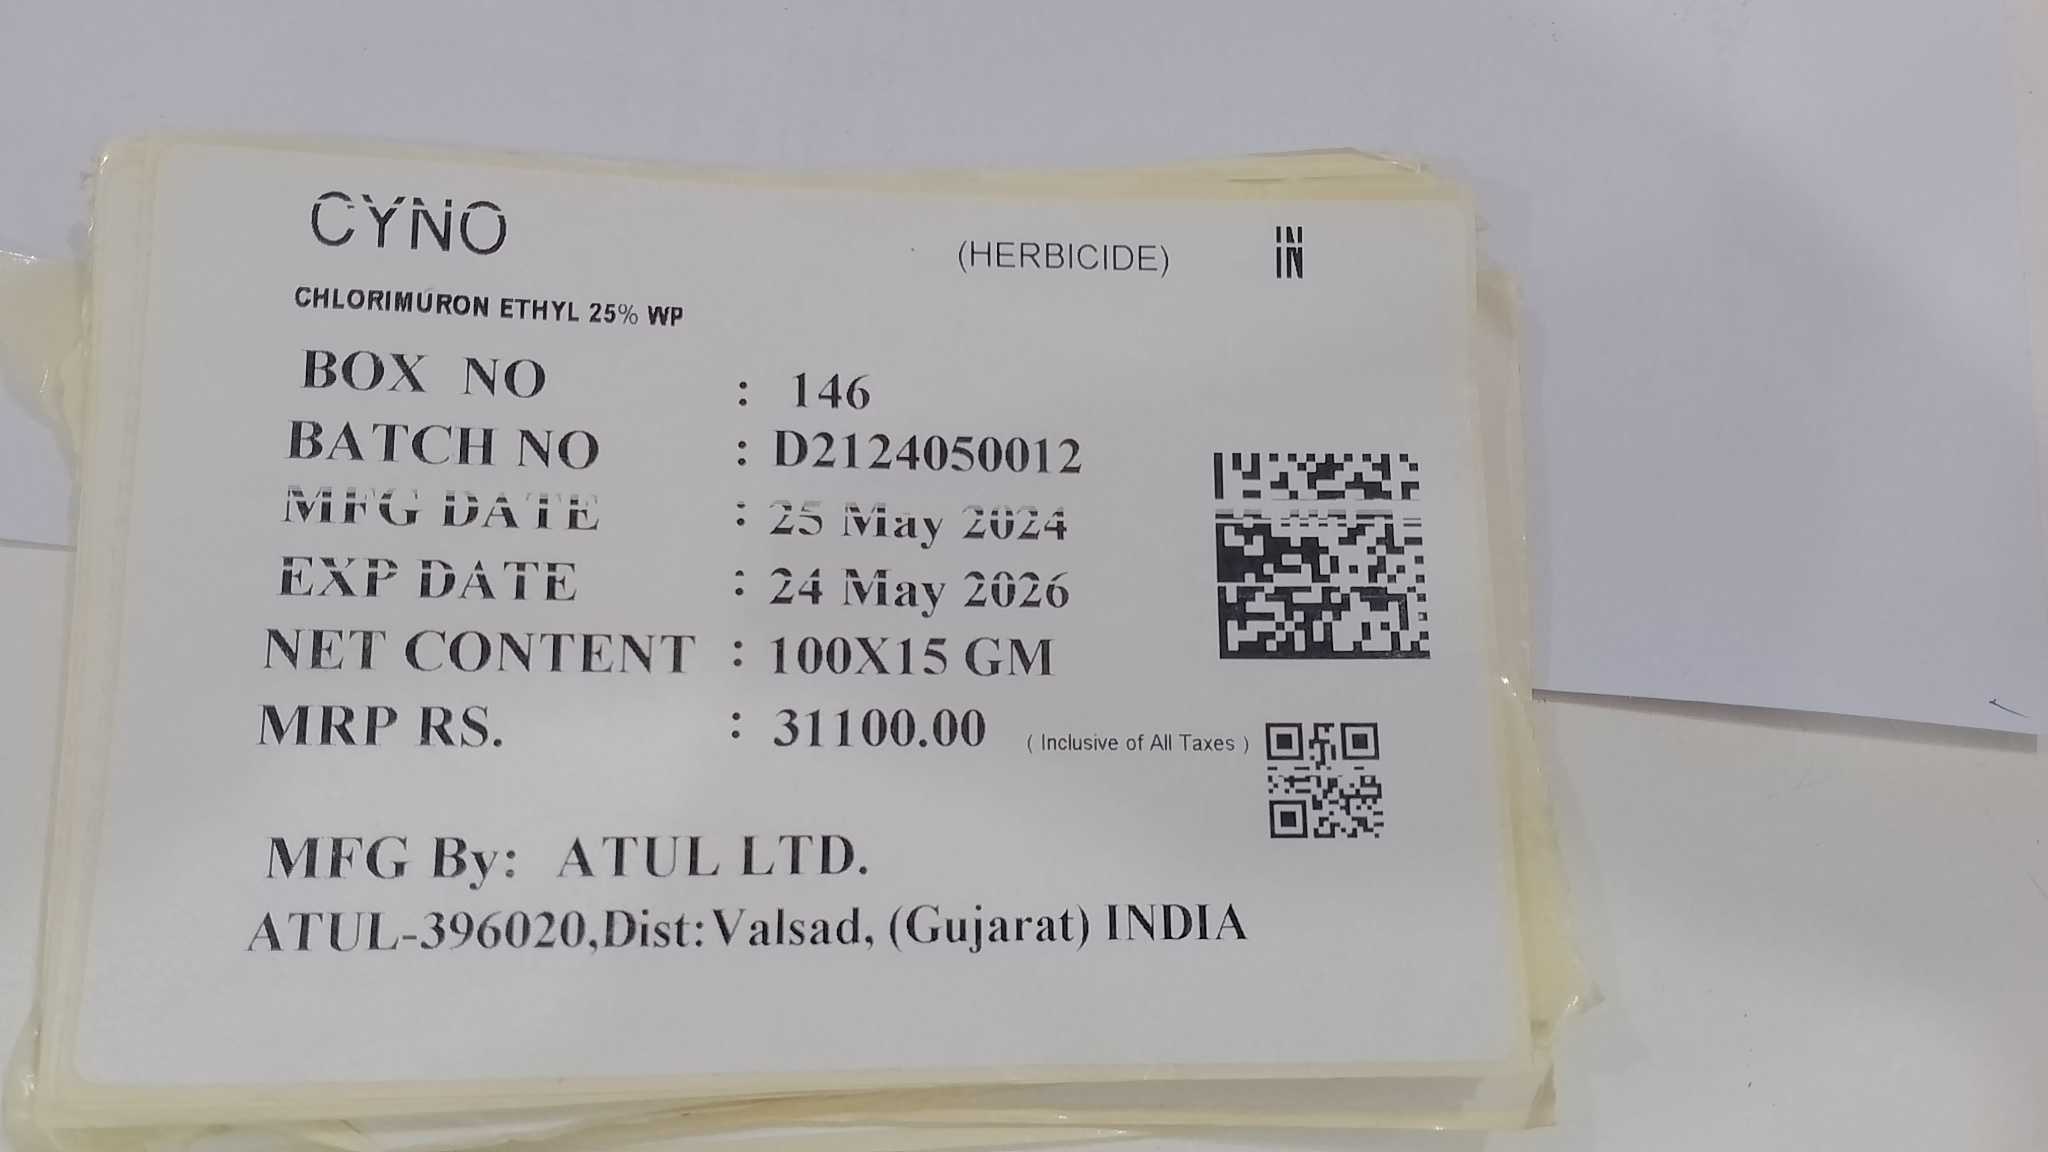 CYNO (HERBICIDE) IN
CHLORIMURON ETHYL 25% WP
BOX NO : 146
BATCH NO : D2124050012
MFG DATE : 25 May 2024
EXP DATE : 24 May 2026
NET CONTENT : 100X15 GM
MRP RS. : 31100.00 ( Inclusive of All Taxes )
MFG By: ATUL LTD.
ATUL-396020,Dist:Valsad, (Gujarat) INDIA